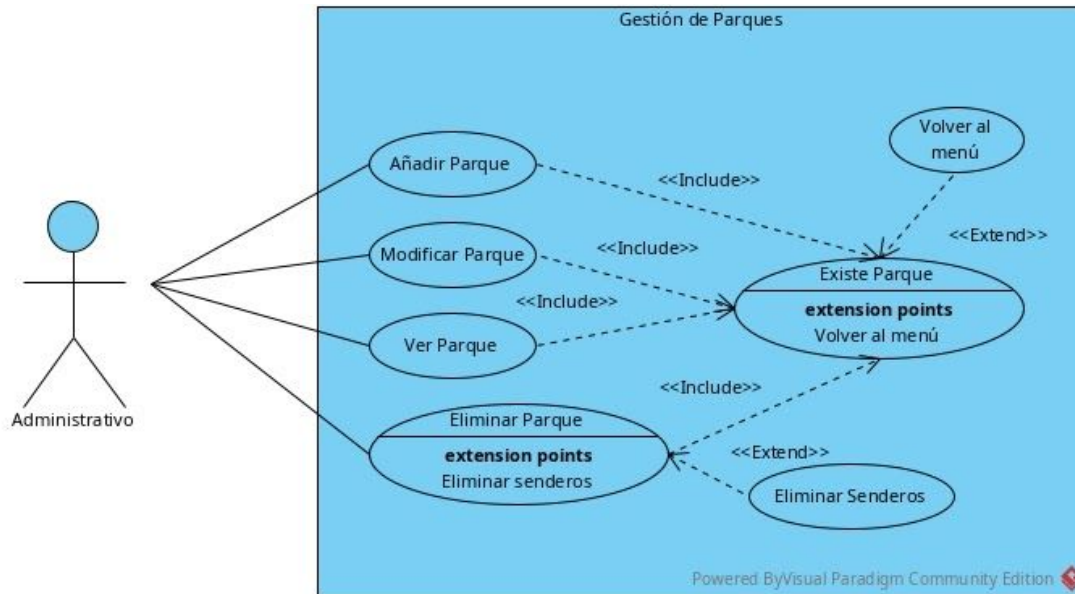 Gestión de Parques
Volver al
menú
Añadir Parque
<<Include>>
<<Extend>>
Modificar Parque
<<Include>>
Existe Parque
extension points
Volver al menú
<<Include>>
Ver Parque
<<Include>>
Administrativo
Eliminar Parque
extension points
Eliminar senderos
<<Extend>>
Eliminar Senderos
Powered ByVisual Paradigm Community Edition